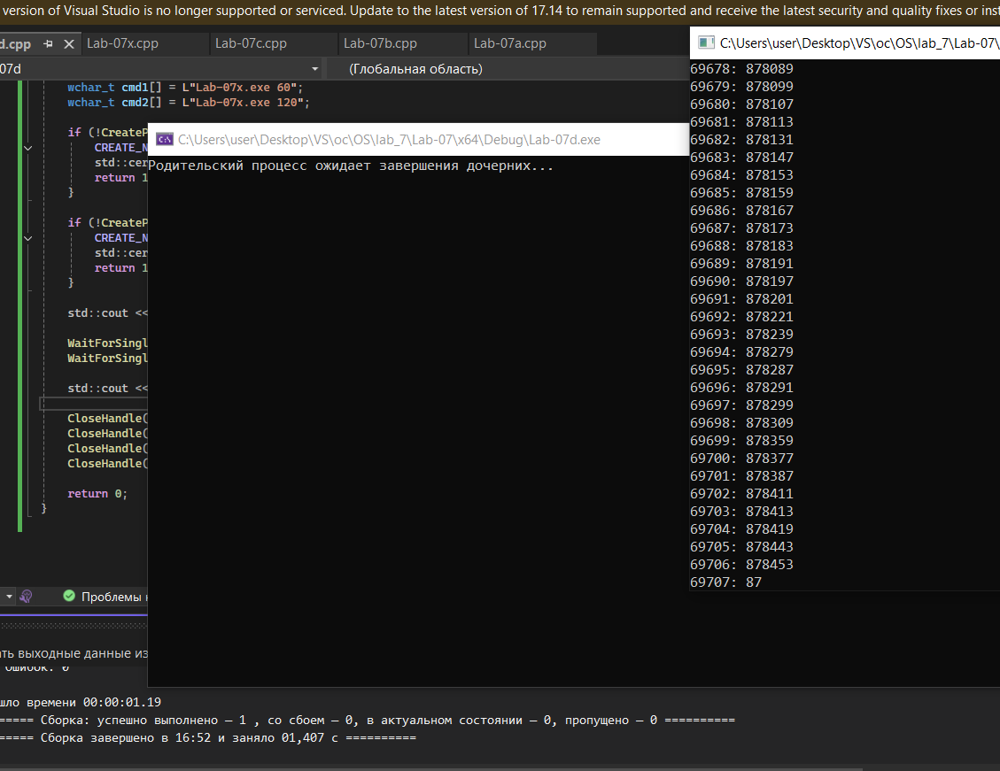 version of Visual Studio is no longer supported or serviced. Update to the latest version of 17.14 to remain supported and receive the latest security and quality fixes or inst
d.cpp Lab-07x.cpp Lab-07c.cpp Lab-07b.cpp Lab-07a.cpp
07d (Глобальная область)
wchar_t cmd1[] = L"Lab-07x.exe 60";
wchar_t cmd2[] = L"Lab-07x.exe 120";
if (!CreateP
CREATE_N
std::cer
return 1
}
if (!CreateP
CREATE_N
std::cer
return 1
}
std::cout <<
WaitForSingl
WaitForSingl
std::cout <<
CloseHandle(
CloseHandle(
CloseHandle(
CloseHandle(
return 0;
}
C:\Users\user\Desktop\VS\oc\OS\lab_7\Lab-07\x64\Debug\Lab-07d.exe
Родительский процесс ожидает завершения дочерних...
C:\Users\user\Desktop\VS\oc\OS\lab_7\Lab-07\
69678: 878089
69679: 878099
69680: 878107
69681: 878113
69682: 878131
69683: 878147
69684: 878153
69685: 878159
69686: 878167
69687: 878173
69688: 878183
69689: 878191
69690: 878197
69691: 878201
69692: 878221
69693: 878239
69694: 878279
69695: 878287
69696: 878291
69697: 878299
69698: 878309
69699: 878359
69700: 878377
69701: 878387
69702: 878411
69703: 878413
69704: 878419
69705: 878443
69706: 878453
69707: 87
Проблемы н
ать выходные данные из
Ошибок: 0
шло времени 00:00:01.19
===== Сборка: успешно выполнено — 1 , со сбоем — 0, в актуальном состоянии — 0, пропущено — 0 ==========
===== Сборка завершено в 16:52 и заняло 01,407 с ==========